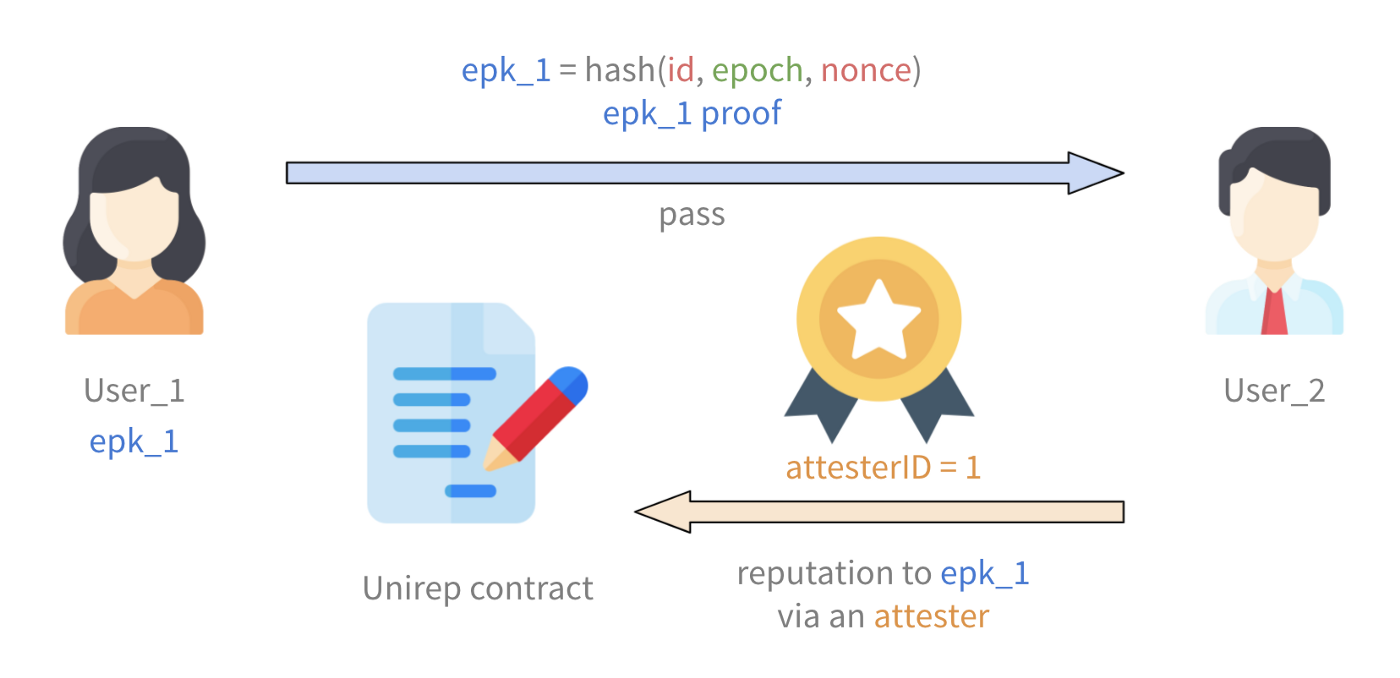 epk_1 = hash(id, epoch, nonce)
epk_1 proof
pass
User_1
epk_1
User_2
attesterID = 1
Unirep contract
reputation to epk_1
via an attester